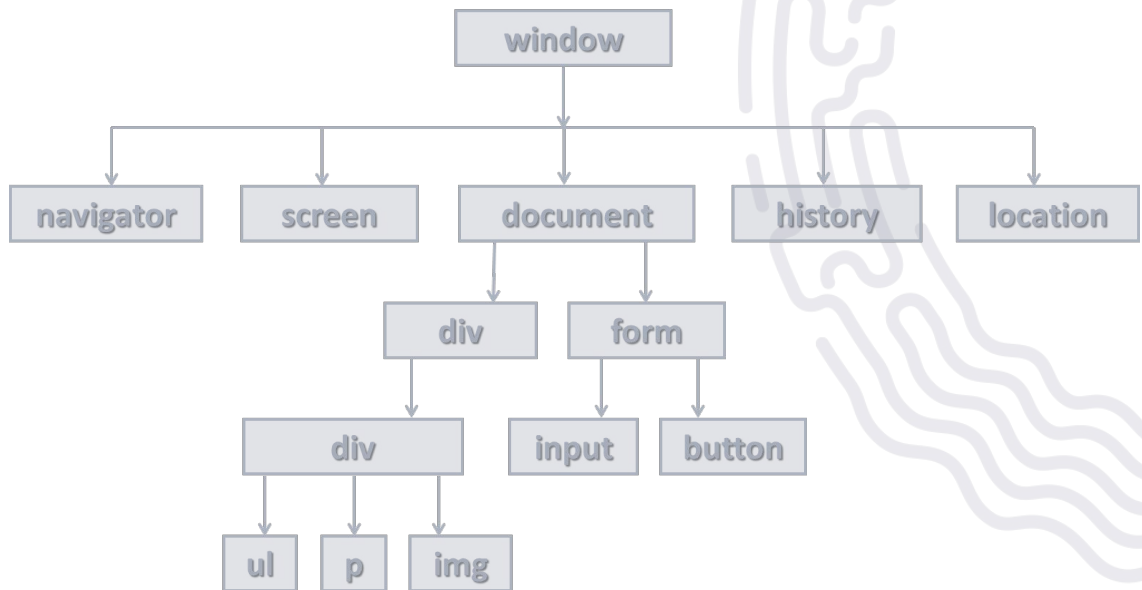 window
navigator
screen
document
history
location
div
form
div
input
button
ul
p
img